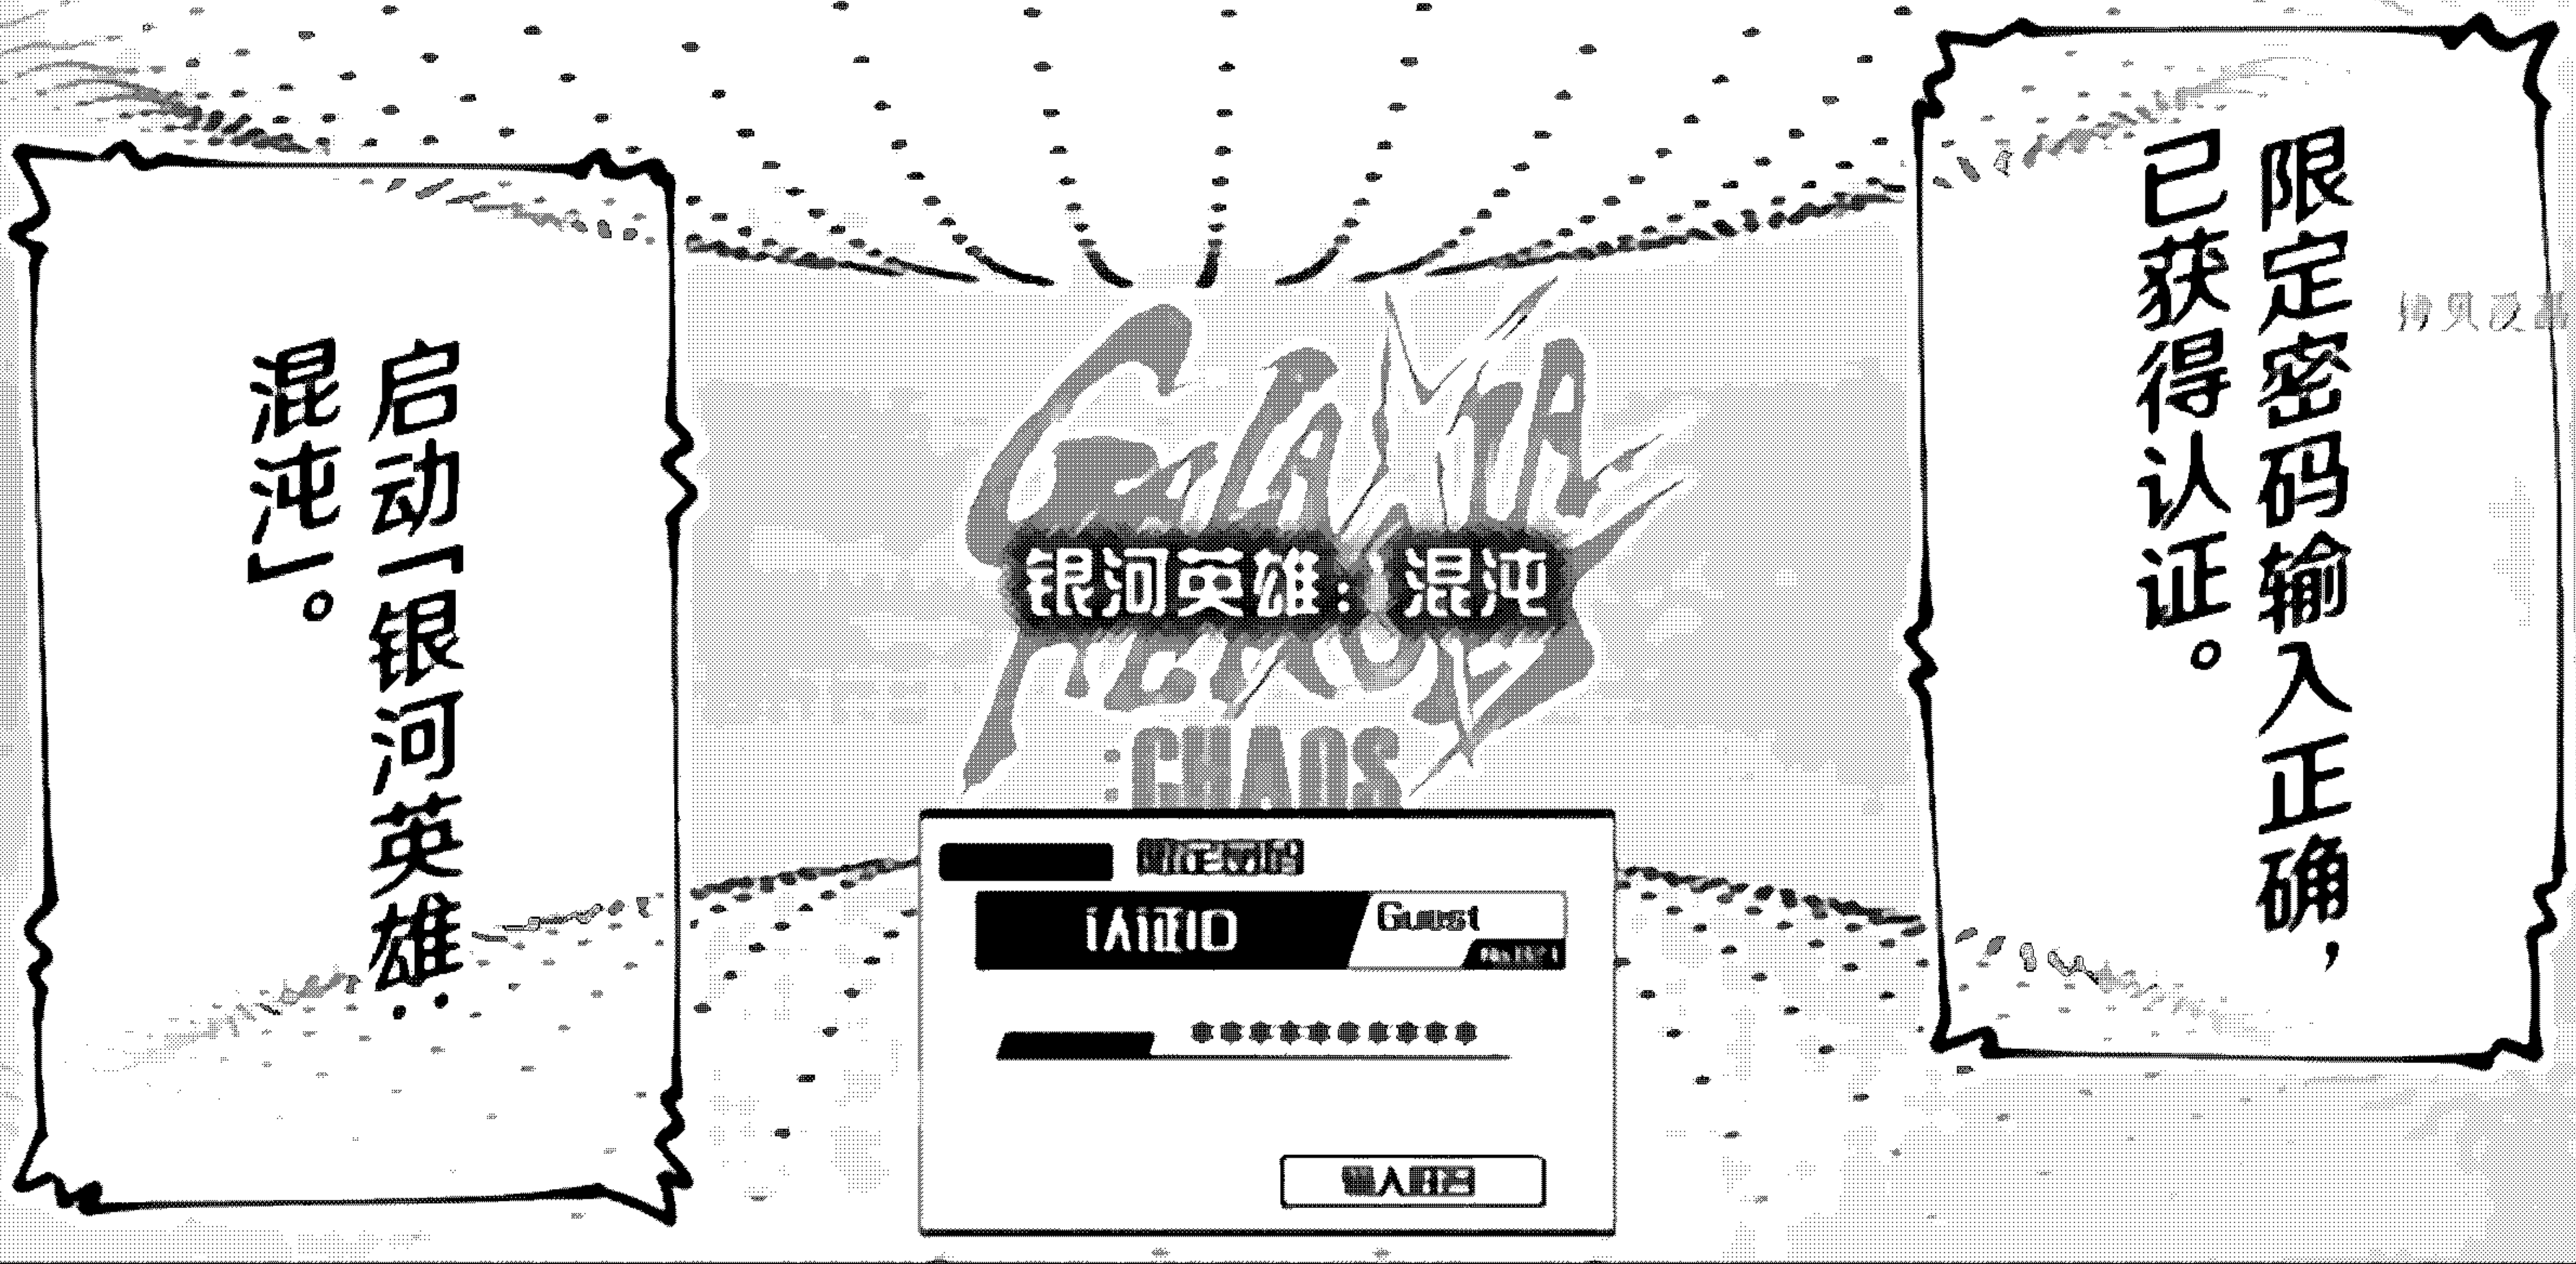 限定密码输入正确，
已获得认证。
启动「银河英雄：
混沌」。
银河英雄：混沌
:CHAOS
认证ID
Guest